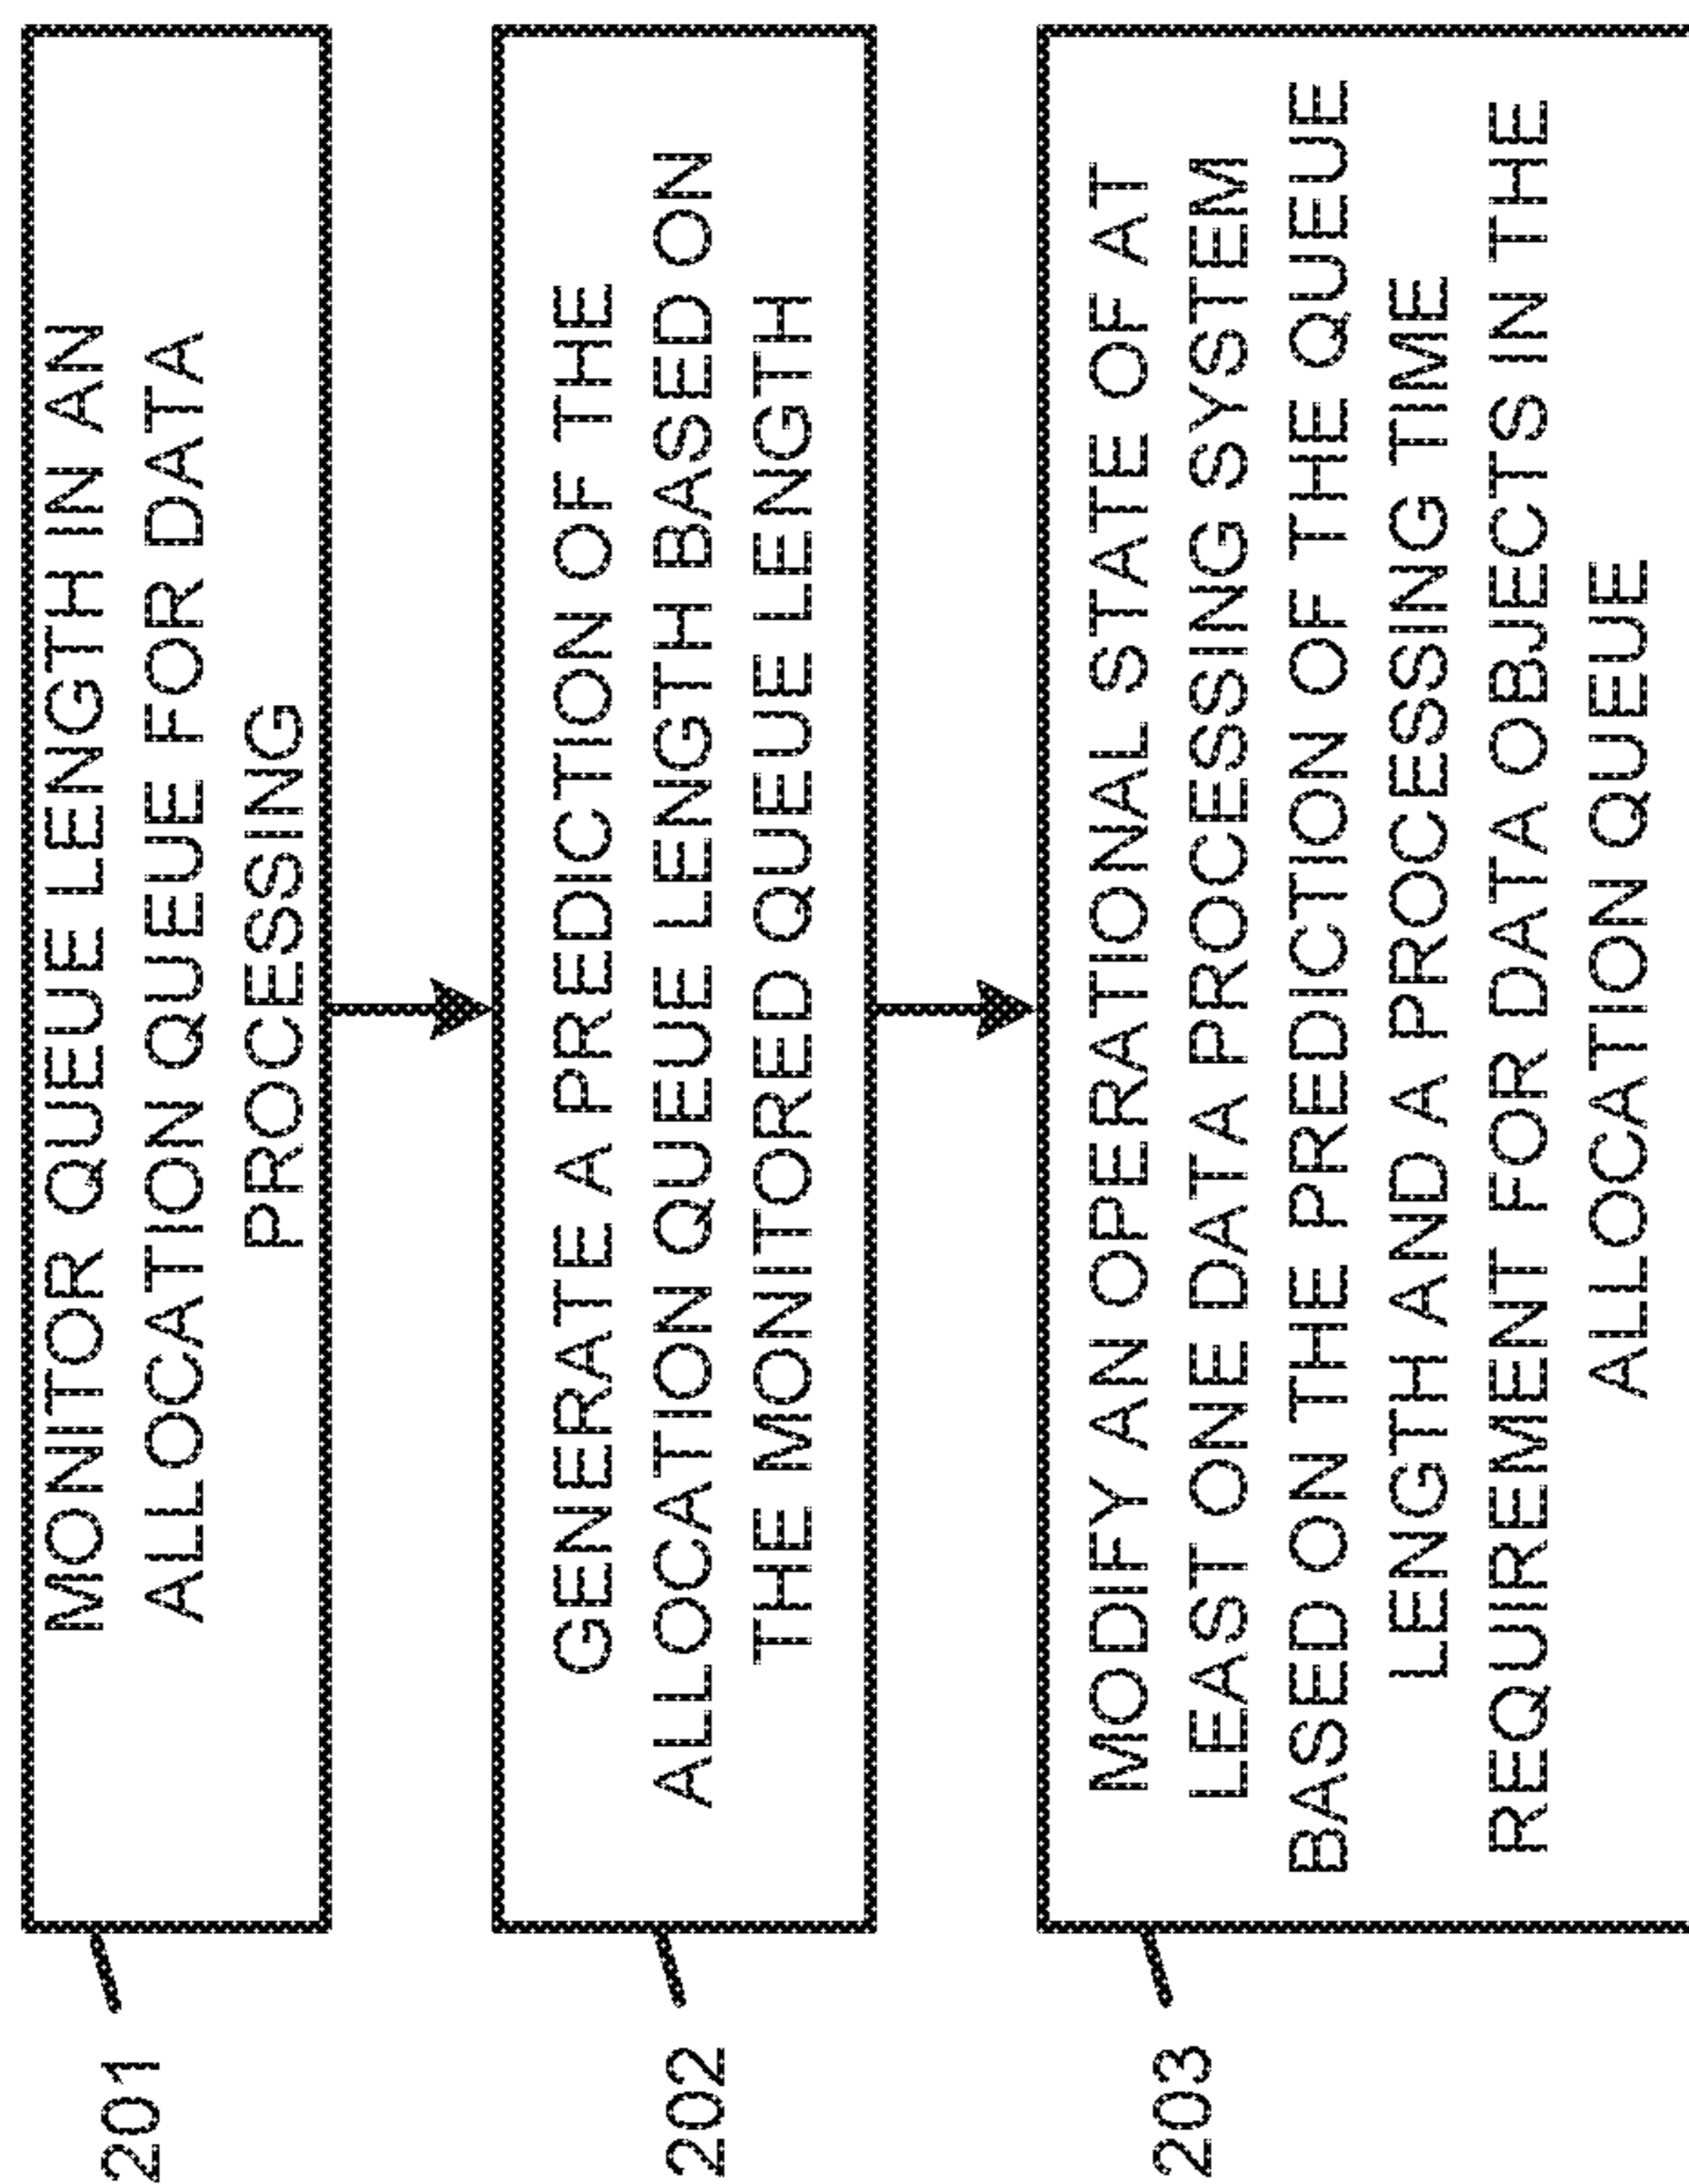 201
MONITOR QUEUE LENGTH IN AN
ALLOCATION QUEUE FOR DATA
PROCESSING
202
GENERATE A PREDICTION OF THE
ALLOCATION QUEUE LENGTH BASED ON
THE MONITORED QUEUE LENGTH
203
MODIFY AN OPERATIONAL STATE OF AT
LEAST ONE DATA PROCESSING SYSTEM
BASED ON THE PREDICTION OF THE QUEUE
LENGTH AND A PROCESSING TIME
REQUIREMENT FOR DATA OBJECTS IN THE
ALLOCATION QUEUE